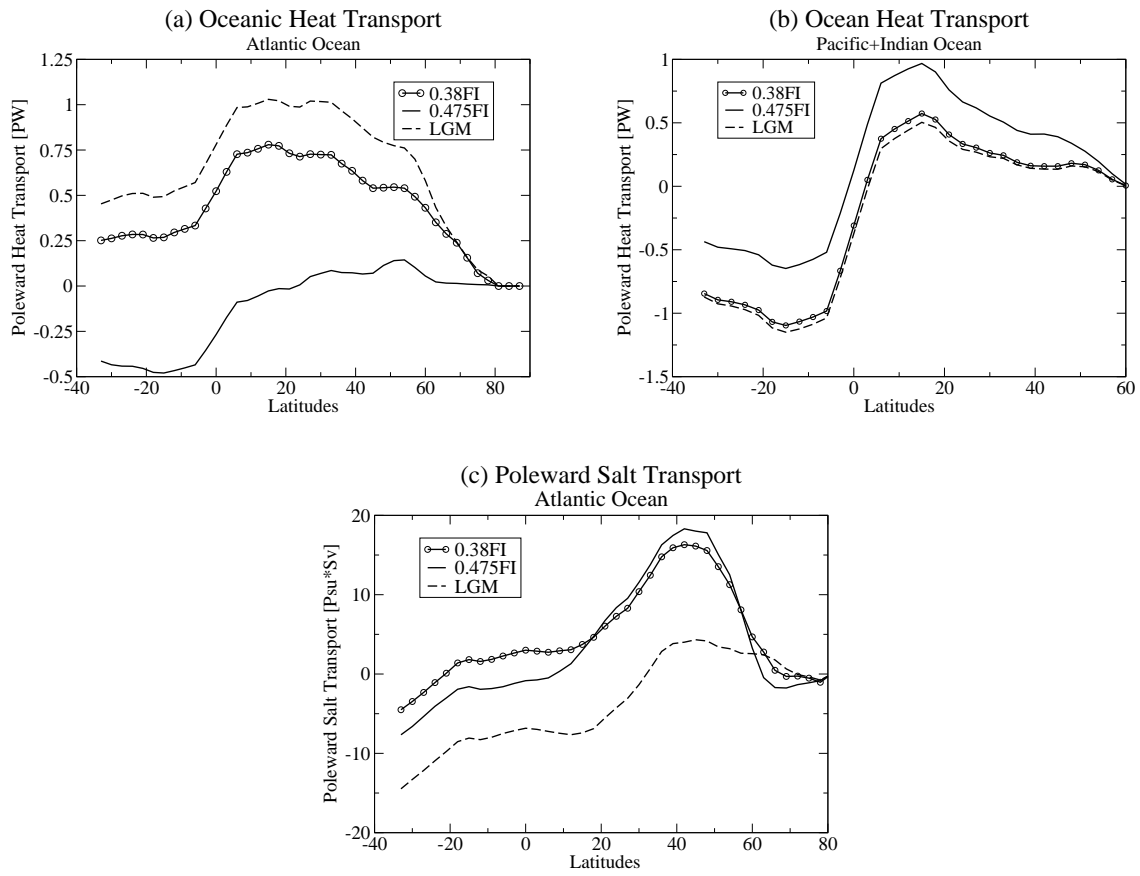 (a) Oceanic Heat Transport
Atlantic Ocean
1.25
1
0.75
0.5
0.25
0
-0.25
-0.5
Poleward Heat Transport [PW]
0.38FI
0.475FI
LGM
-40 -20 0 20 40 60 80
Latitudes
(b) Ocean Heat Transport
Pacific+Indian Ocean
1
0.5
0
-0.5
-1
-1.5
Poleward Heat Transport [PW]
0.38FI
0.475FI
LGM
-40 -20 0 20 40 60
Latitudes
(c) Poleward Salt Transport
Atlantic Ocean
20
10
0
-10
-20
Poleward Salt Transport [Psu*Sv]
0.38FI
0.475FI
LGM
-40 -20 0 20 40 60 80
Latitudes